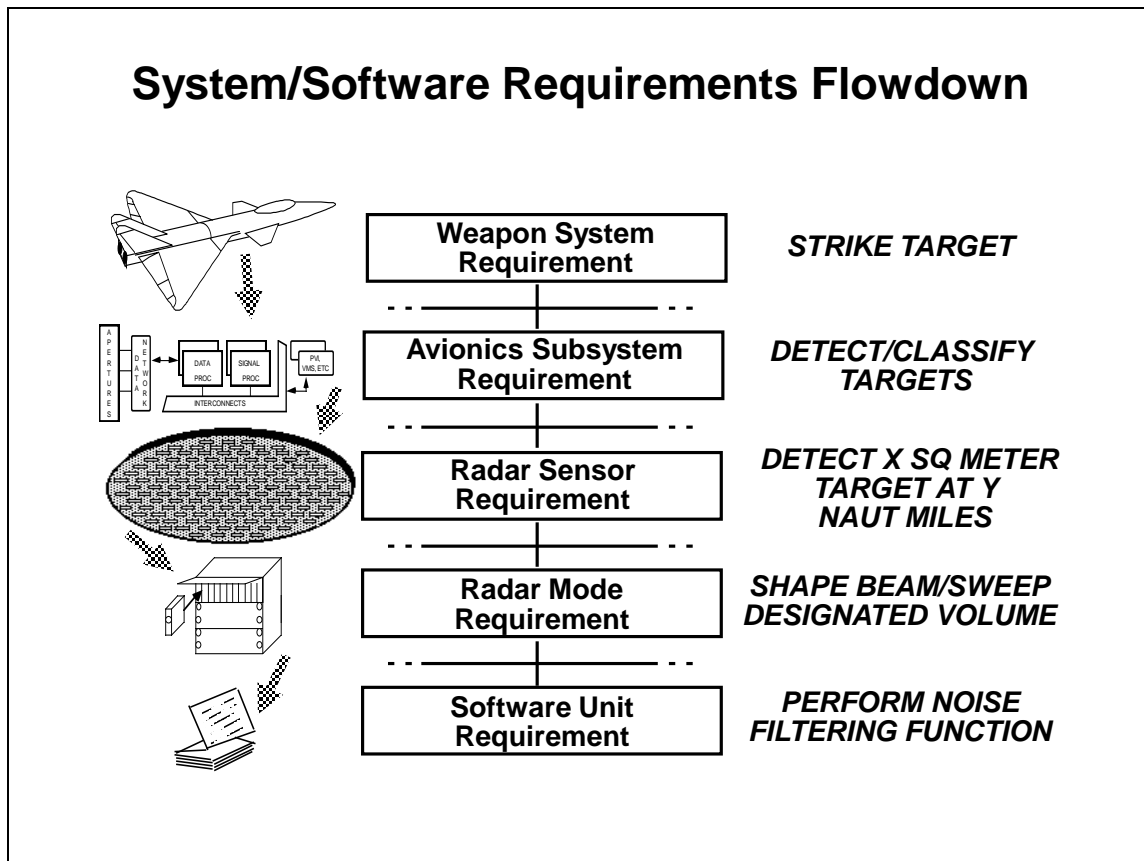 System/Software Requirements Flowdown
Weapon System
Requirement
STRIKE TARGET
APERTURES
DATA
NETWORK
DATA
PROC
SIGNAL
PROC
PVI,
VMS, ETC
INTERCONNECTS
Avionics Subsystem
Requirement
DETECT/CLASSIFY
TARGETS
Radar Sensor
Requirement
DETECT X SQ METER
TARGET AT Y
NAUT MILES
Radar Mode
Requirement
SHAPE BEAM/SWEEP
DESIGNATED VOLUME
Software Unit
Requirement
PERFORM NOISE
FILTERING FUNCTION